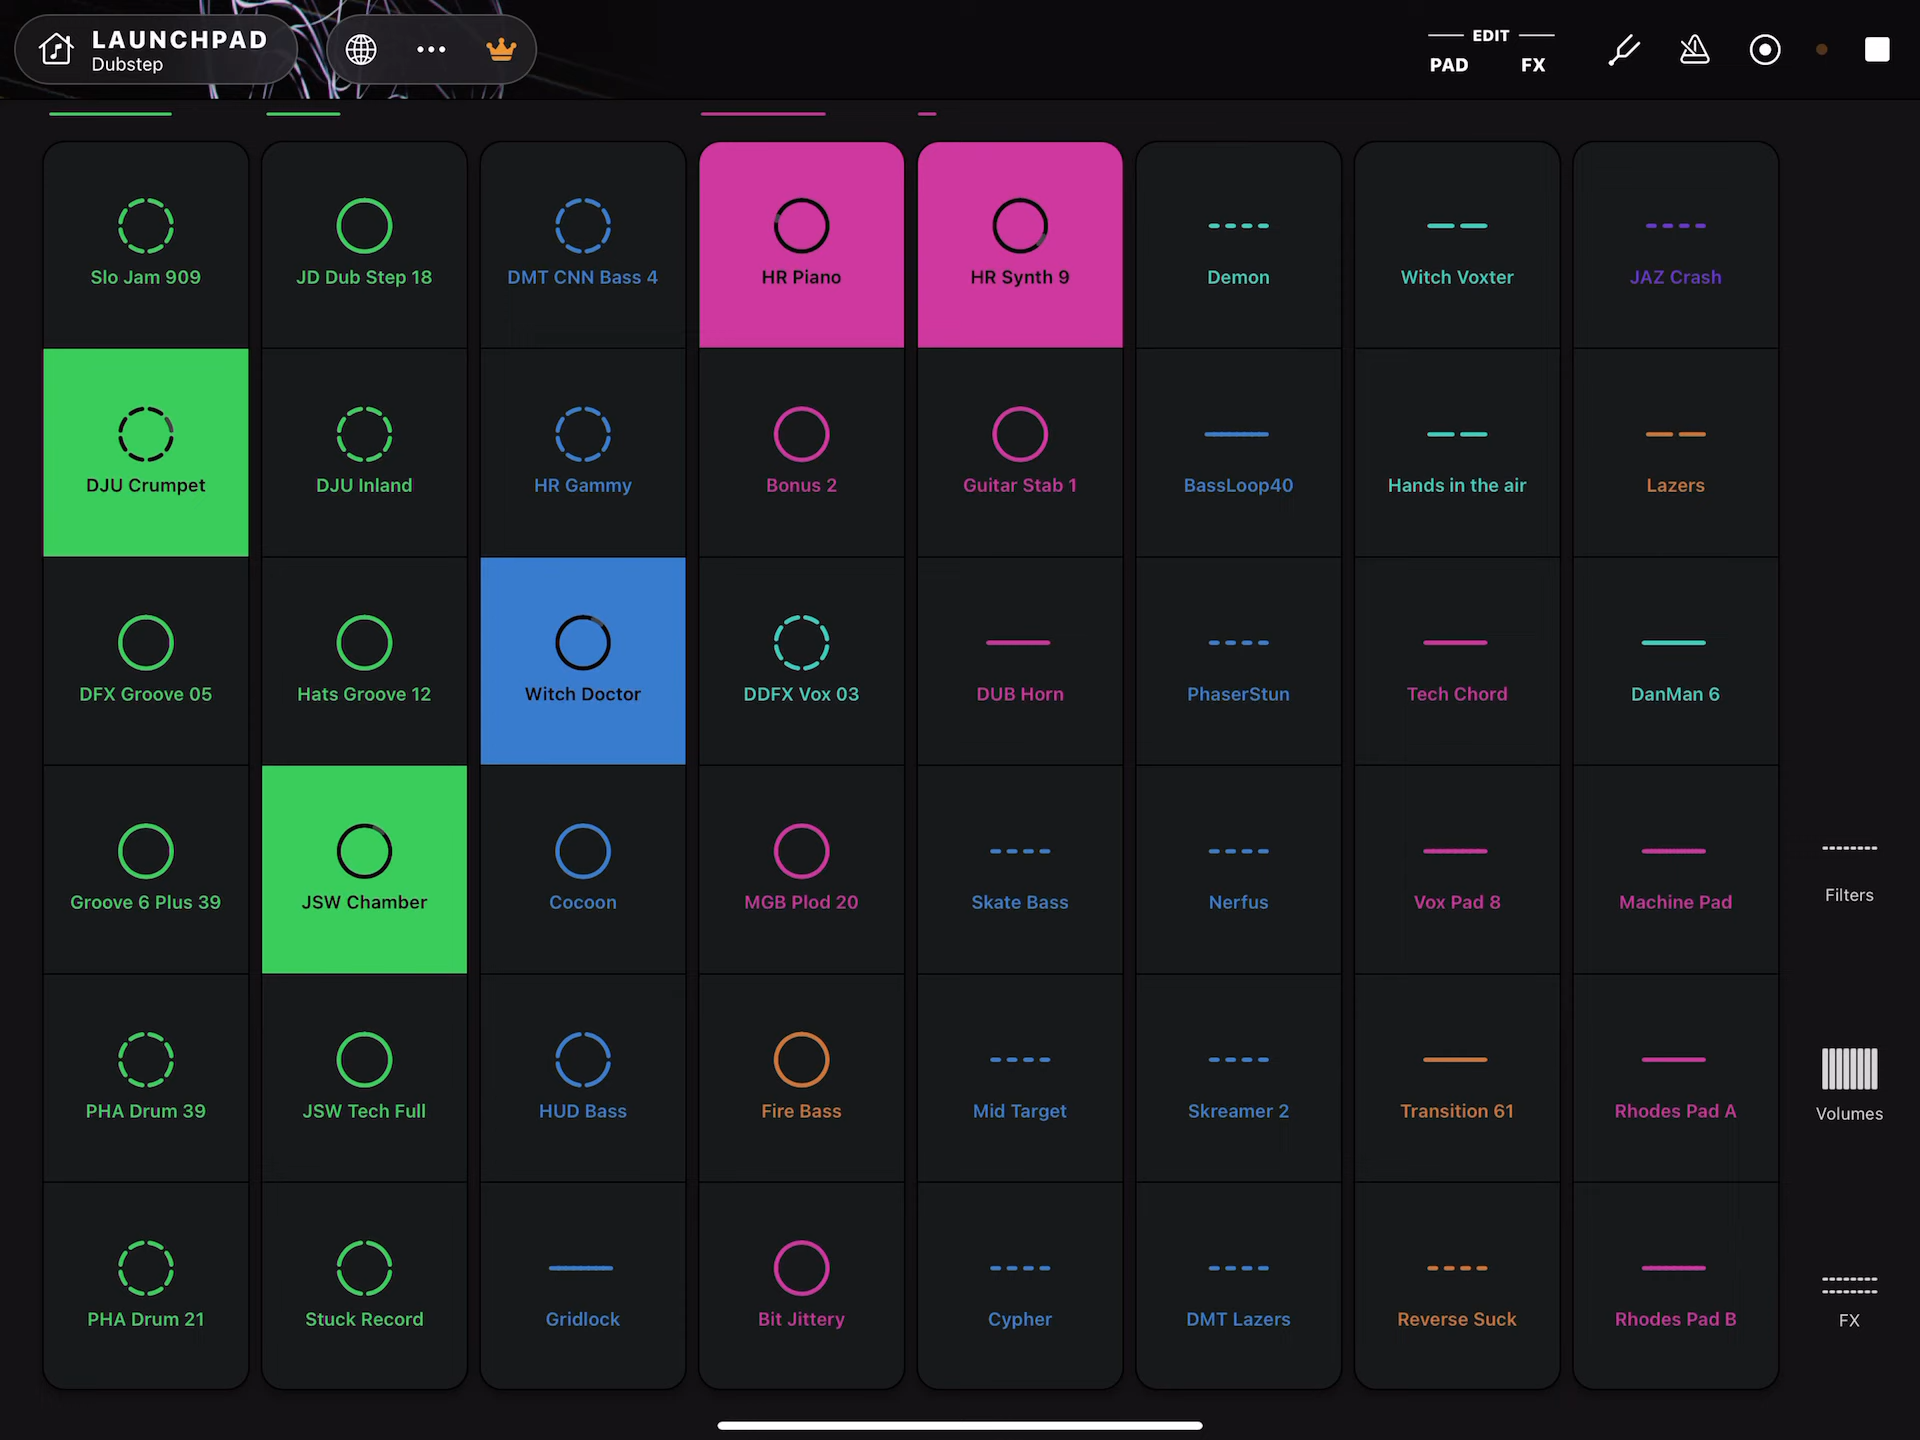 LAUNCHPAD
Dubstep
EDIT
PAD FX
Slo Jam 909
JD Dub Step 18
DMT CNN Bass 4
HR Piano
HR Synth 9
Demon
Witch Voxter
JAZ Crash
DJU Crumpet
DJU Inland
HR Gammy
Bonus 2
Guitar Stab 1
BassLoop40
Hands in the air
Lazers
DFX Groove 05
Hats Groove 12
Witch Doctor
DDFX Vox 03
DUB Horn
PhaserStun
Tech Chord
DanMan 6
Groove 6 Plus 39
JSW Chamber
Cocoon
MGB Plod 20
Skate Bass
Nerfus
Vox Pad 8
Machine Pad
Filters
PHA Drum 39
JSW Tech Full
HUD Bass
Fire Bass
Mid Target
Skreamer 2
Transition 61
Rhodes Pad A
Volumes
PHA Drum 21
Stuck Record
Gridlock
Bit Jittery
Cypher
DMT Lazers
Reverse Suck
Rhodes Pad B
FX